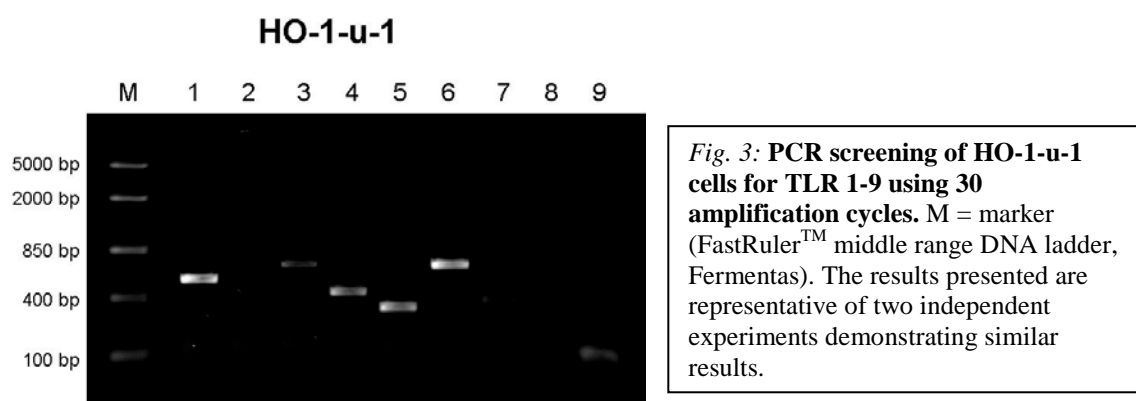 HO-1-u-1
M 1 2 3 4 5 6 7 8 9
5000 bp
2000 bp
850 bp
400 bp
100 bp
Fig. 3: PCR screening of HO-1-u-1
cells for TLR 1-9 using 30
amplification cycles. M = marker
(FastRuler™ middle range DNA ladder,
Fermentas). The results presented are
representative of two independent
experiments demonstrating similar
results.